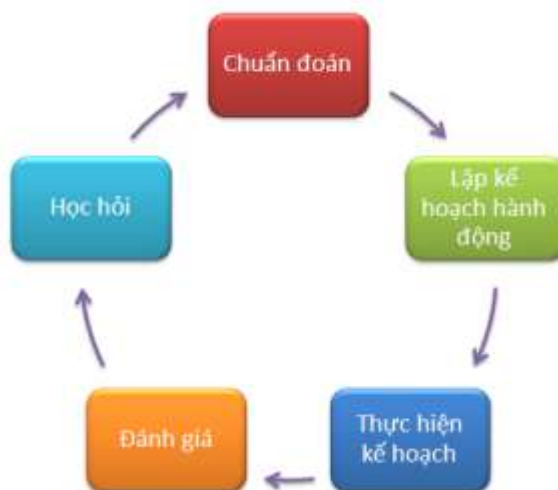 Chuẩn đoán
Lập kế
hoạch hành
động
Thực hiện
kế hoạch
Đánh giá
Học hỏi